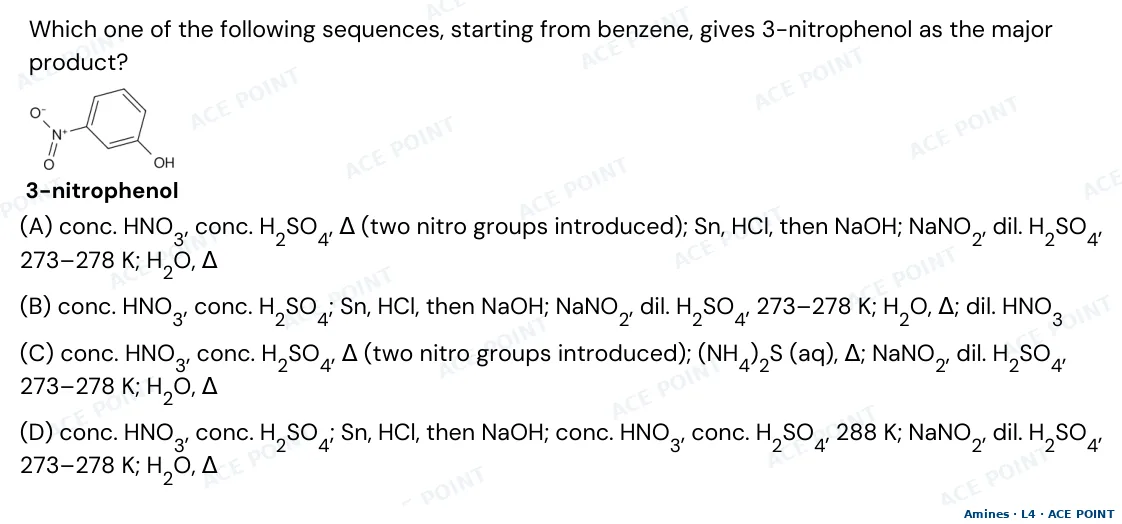 Which one of the following sequences, starting from benzene, gives 3-nitrophenol as the major
product?
O⁻
N⁺
O
OH
3-nitrophenol
(A) conc. HNO₃, conc. H₂SO₄, Δ (two nitro groups introduced); Sn, HCl, then NaOH; NaNO₂, dil. H₂SO₄,
273–278 K; H₂O, Δ
(B) conc. HNO₃, conc. H₂SO₄; Sn, HCl, then NaOH; NaNO₂, dil. H₂SO₄, 273–278 K; H₂O, Δ; dil. HNO₃
(C) conc. HNO₃, conc. H₂SO₄, Δ (two nitro groups introduced); (NH₄)₂S (aq), Δ; NaNO₂, dil. H₂SO₄,
273–278 K; H₂O, Δ
(D) conc. HNO₃, conc. H₂SO₄; Sn, HCl, then NaOH; conc. HNO₃, conc. H₂SO₄, 288 K; NaNO₂, dil. H₂SO₄,
273–278 K; H₂O, Δ
Amines · L4 · ACE POINT